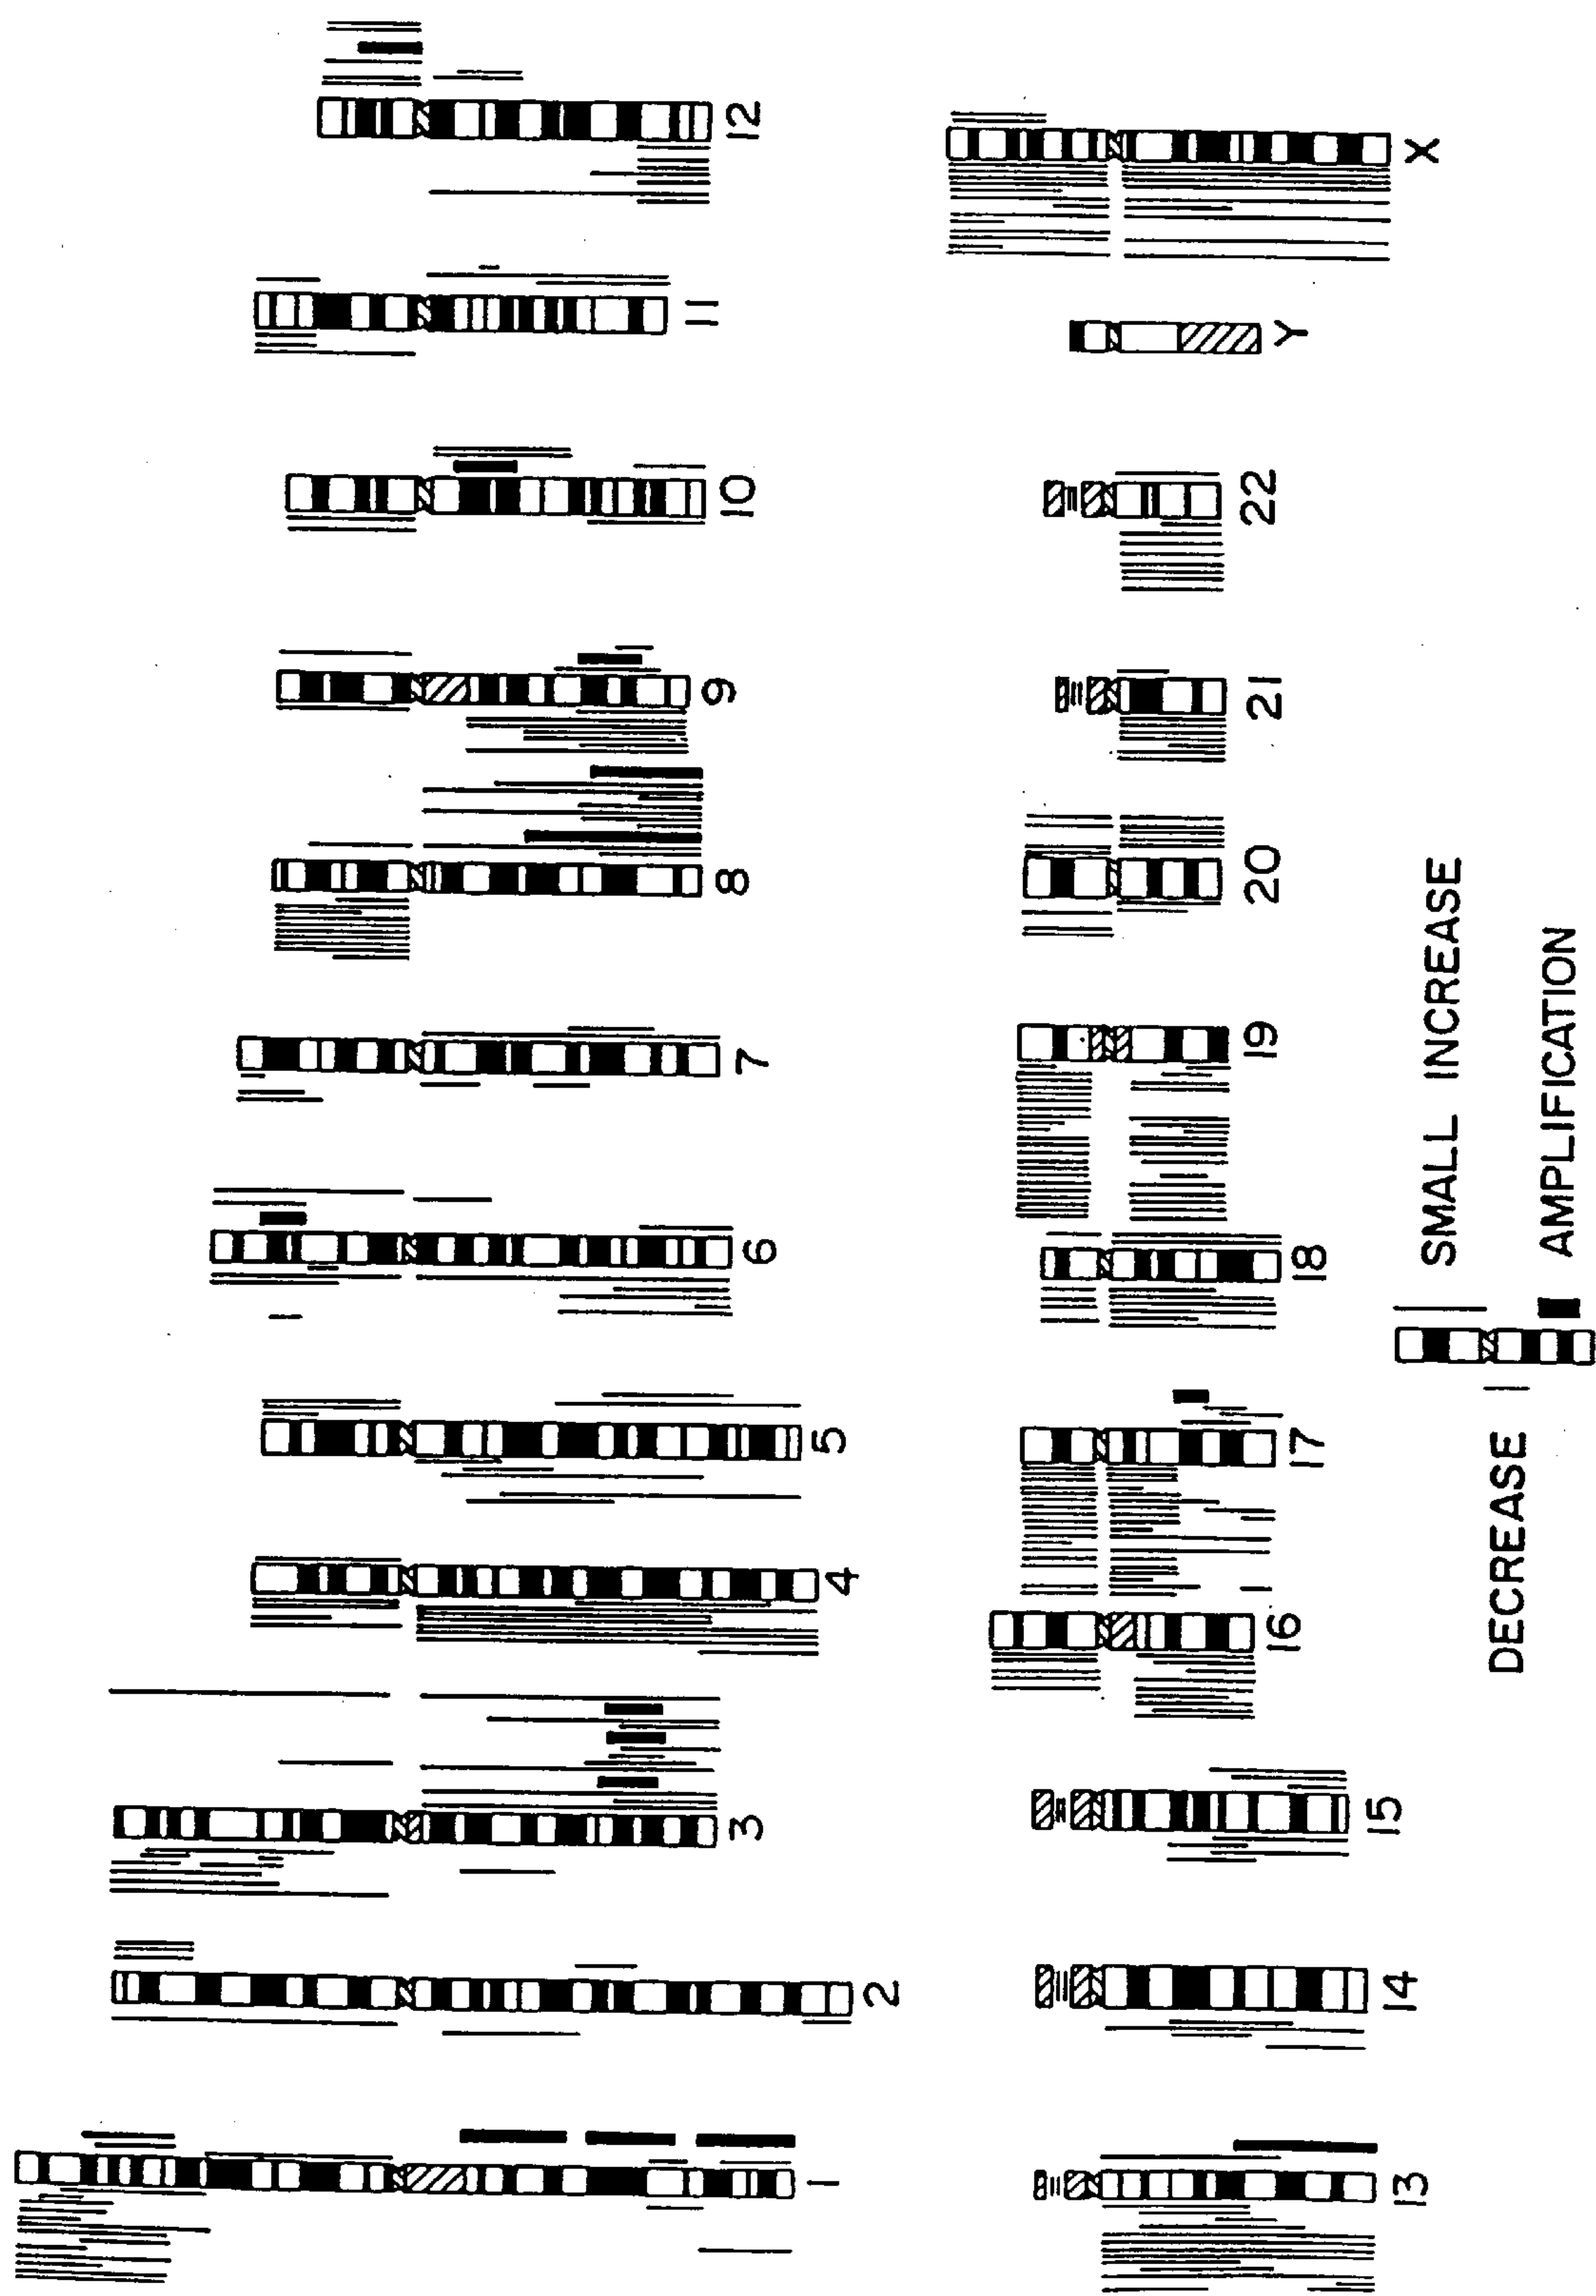 1 2 3 4 5 6 7 8 9 10 11 12
13 14 15 16 17 18 19 20 21 22 Y X
SMALL INCREASE
DECREASE
AMPLIFICATION